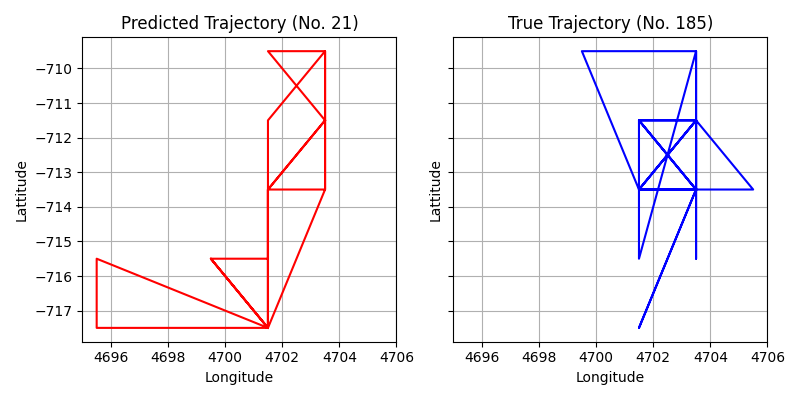 Predicted Trajectory (No. 21)
True Trajectory (No. 185)
Lattitude
−710
−711
−712
−713
−714
−715
−716
−717
4696 4698 4700 4702 4704 4706
Longitude
Lattitude
4696 4698 4700 4702 4704 4706
Longitude